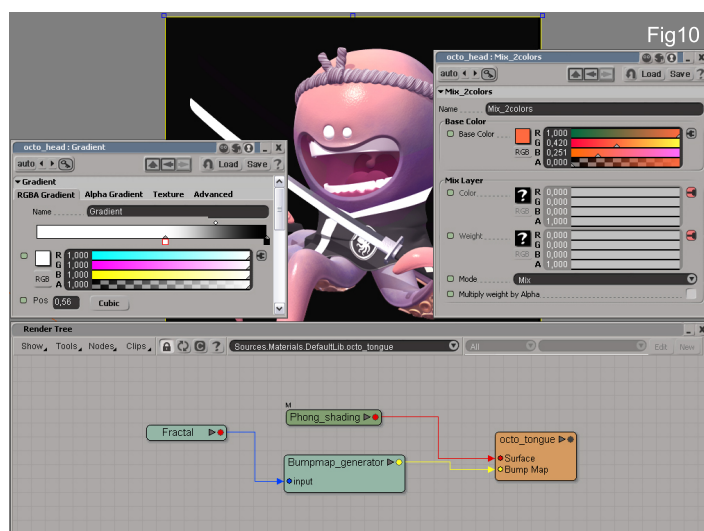 Fig10
octo_head : Mix_2colors
auto
Load Save ?
Mix_2colors
Name Mix_2colors
Base Color
Base Color R 1,000
G 0,420
RGB B 0,251
A 0,000
Mix Layer
Color ? R 0,000
G 0,000
RGB B 0,000
A 1,000
Weight ? R 0,000
G 0,000
RGB B 0,000
A 0,000
Mode Mix
Multiply weight by Alpha
octo_head : Gradient
auto
Load Save ?
Gradient
RGBA Gradient Alpha Gradient Texture Advanced
Name Gradient
R 1,000
G 1,000
RGB B 1,000
A 1,000
Pos 0,56 Cubic
Render Tree
Show Tools Nodes Clips ? Sources.Materials.DefaultLib.octo_tongue All Edit New
M
Phong_shading
Fractal
octo_tongue
Surface
Bump Map
Bumpmap_generator
input